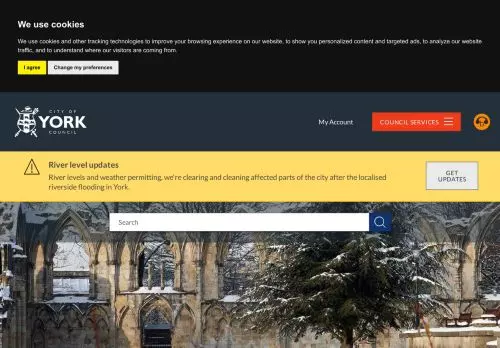 We use cookies
We use cookies and other tracking technologies to improve your browsing experience on our website, to show you personalized content and targeted ads, to analyze our website
traffic, and to understand where our visitors are coming from.
I agree
Change my preferences
CITY OF
YORK
COUNCIL
My Account
COUNCIL SERVICES
River level updates
River levels and weather permitting, we're clearing and cleaning affected parts of the city after the localised
riverside flooding in York.
GET
UPDATES
Search